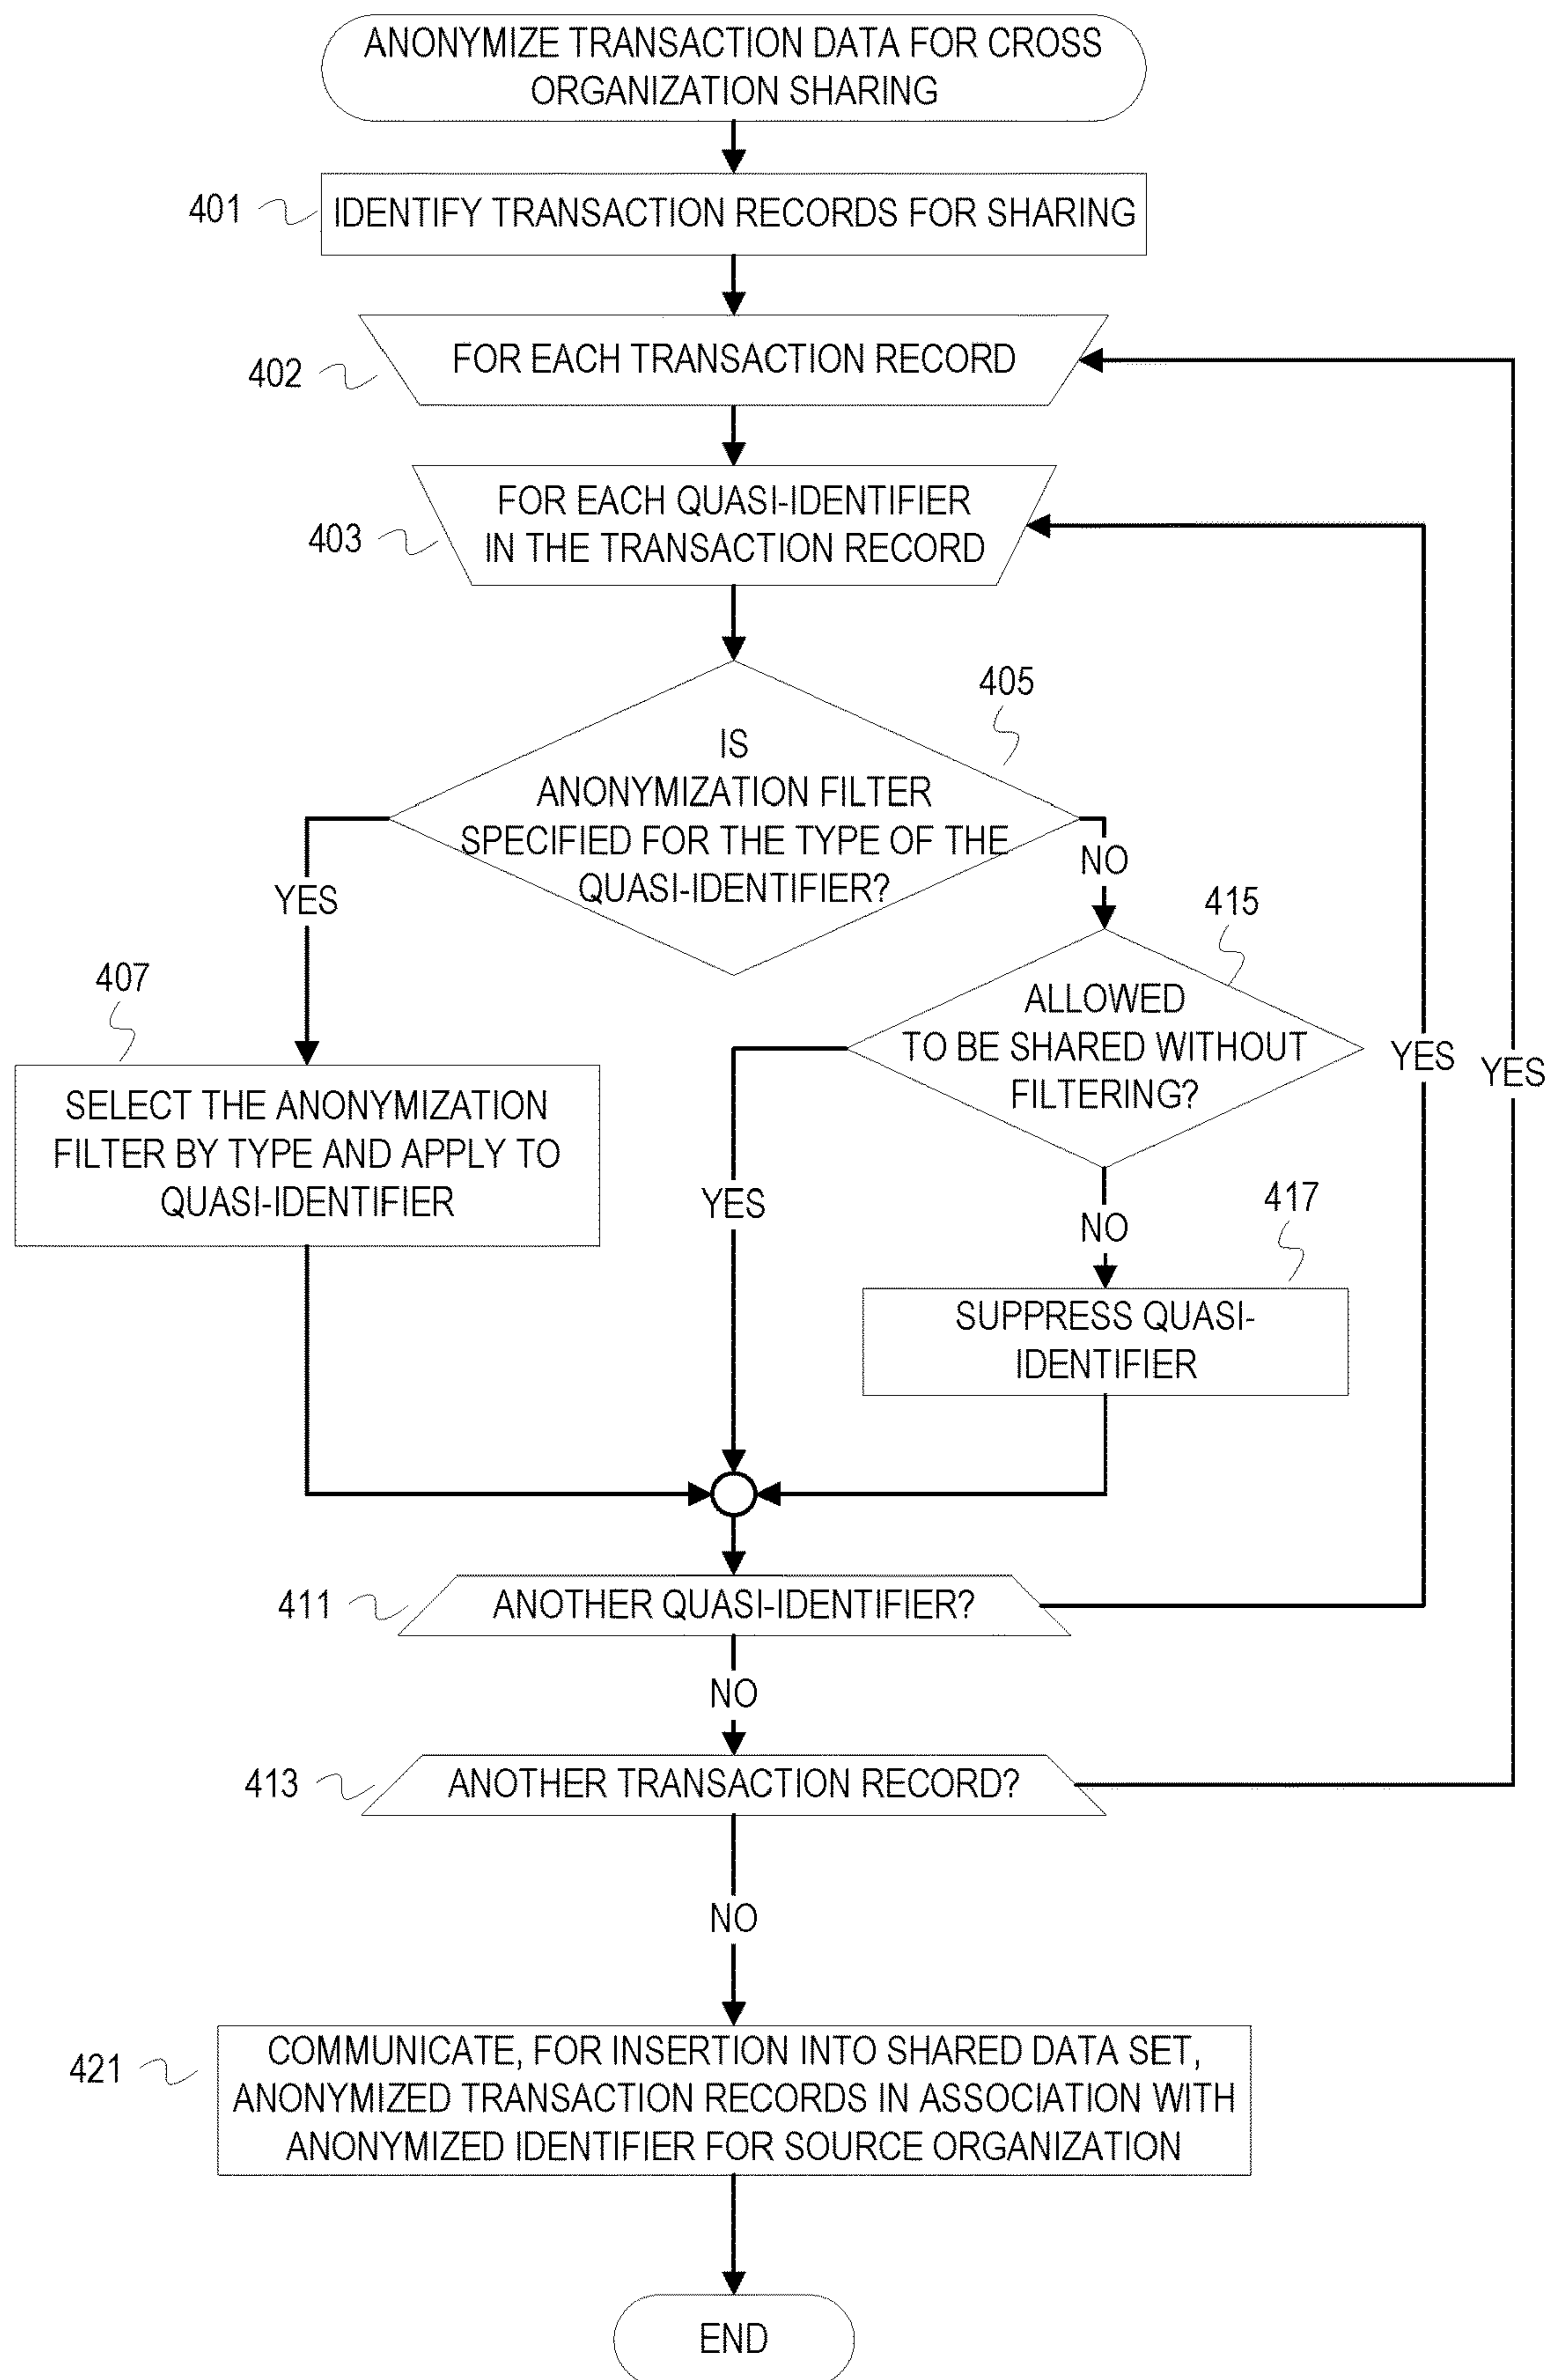 ANONYMIZE TRANSACTION DATA FOR CROSS
ORGANIZATION SHARING
401
IDENTIFY TRANSACTION RECORDS FOR SHARING
402
FOR EACH TRANSACTION RECORD
403
FOR EACH QUASI-IDENTIFIER
IN THE TRANSACTION RECORD
405
IS
ANONYMIZATION FILTER
SPECIFIED FOR THE TYPE OF THE
QUASI-IDENTIFIER?
YES
NO
407
SELECT THE ANONYMIZATION
FILTER BY TYPE AND APPLY TO
QUASI-IDENTIFIER
415
ALLOWED
TO BE SHARED WITHOUT
FILTERING?
YES
YES
YES
NO
417
SUPPRESS QUASI-
IDENTIFIER
411
ANOTHER QUASI-IDENTIFIER?
NO
413
ANOTHER TRANSACTION RECORD?
NO
421
COMMUNICATE, FOR INSERTION INTO SHARED DATA SET,
ANONYMIZED TRANSACTION RECORDS IN ASSOCIATION WITH
ANONYMIZED IDENTIFIER FOR SOURCE ORGANIZATION
END